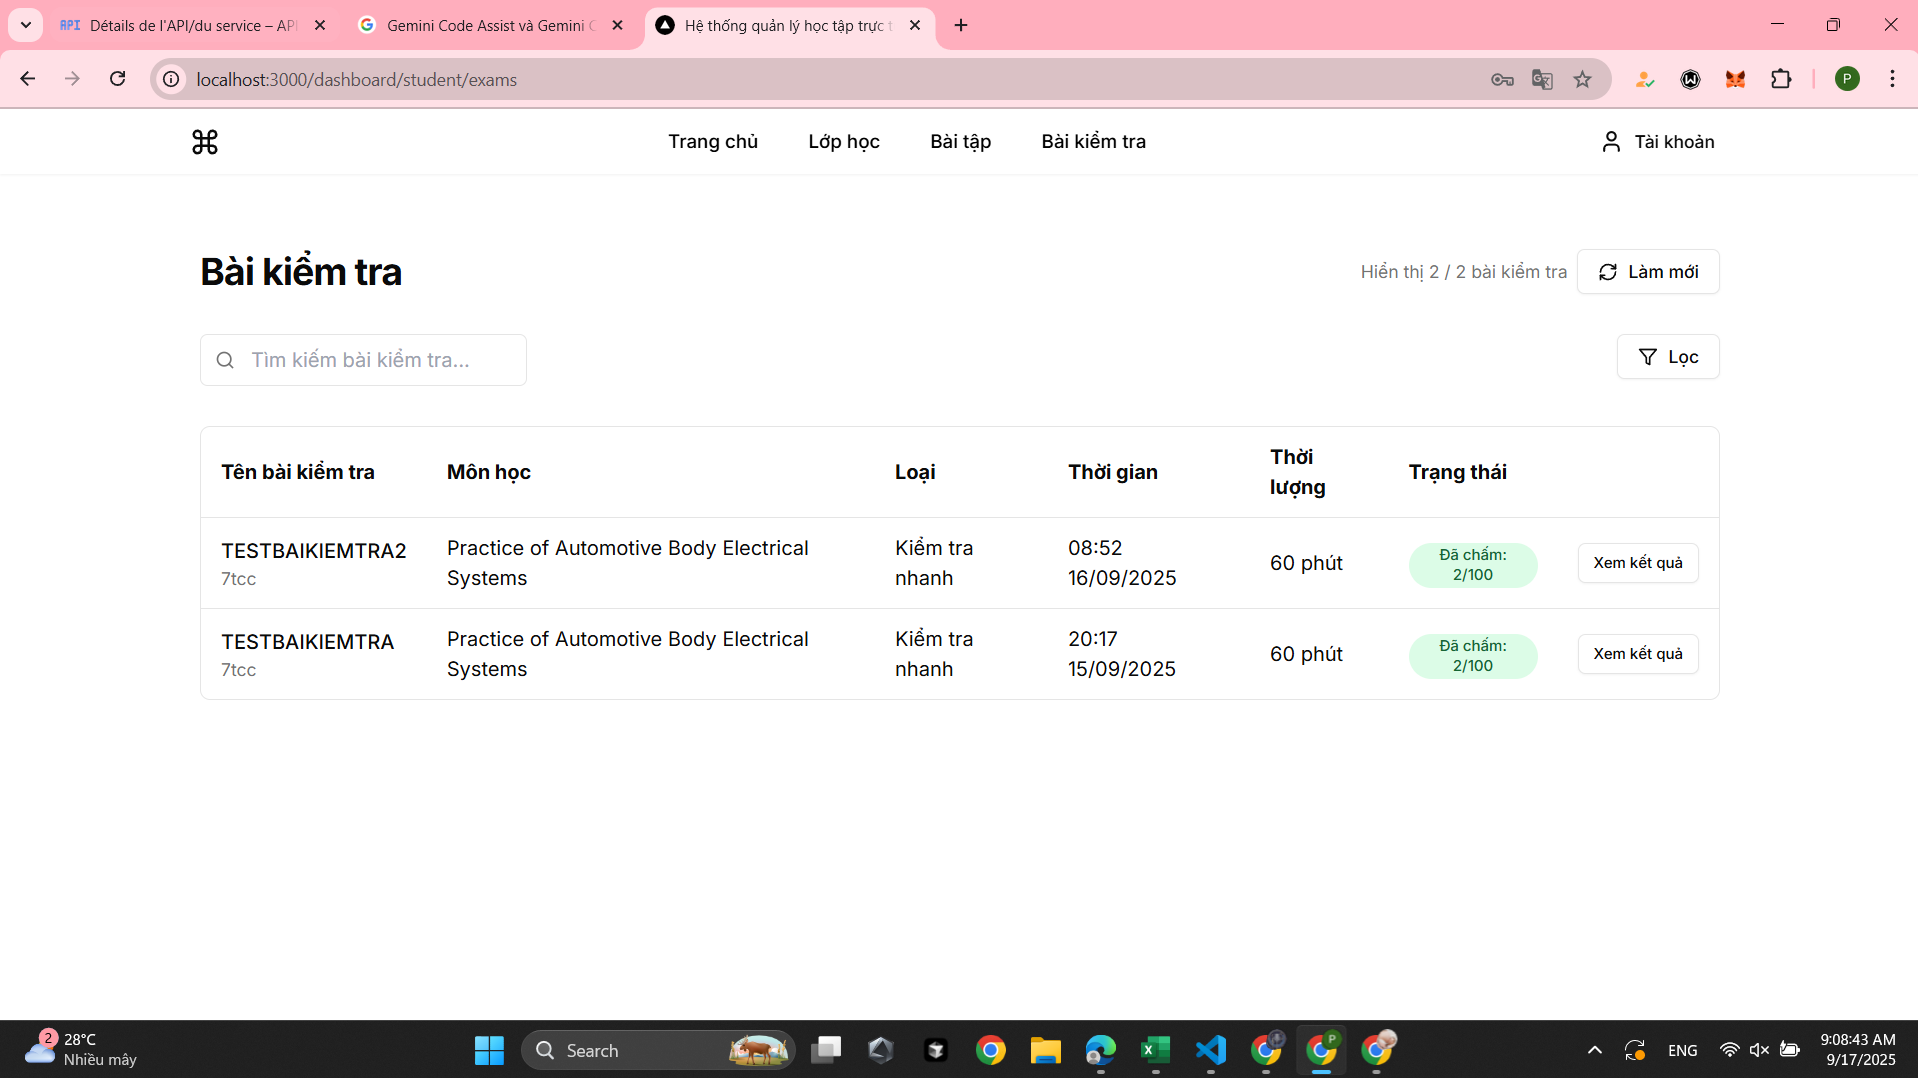 Détails de l'API/du service – API
Gemini Code Assist và Gemini C
Hệ thống quản lý học tập trực t
localhost:3000/dashboard/student/exams
P
Trang chủ
Lớp học
Bài tập
Bài kiểm tra
Tài khoản
Bài kiểm tra
Hiển thị 2 / 2 bài kiểm tra
Làm mới
Tìm kiếm bài kiểm tra...
Lọc
Tên bài kiểm tra
Môn học
Loại
Thời gian
Thời
lượng
Trạng thái
TESTBAIKIEMTRA2
7tcc
Practice of Automotive Body Electrical
Systems
Kiểm tra
nhanh
08:52
16/09/2025
60 phút
Đã chấm:
2/100
Xem kết quả
TESTBAIKIEMTRA
7tcc
Practice of Automotive Body Electrical
Systems
Kiểm tra
nhanh
20:17
15/09/2025
60 phút
Đã chấm:
2/100
Xem kết quả
2
28°C
Nhiều mây
Search
P
ENG
9:08:43 AM
9/17/2025